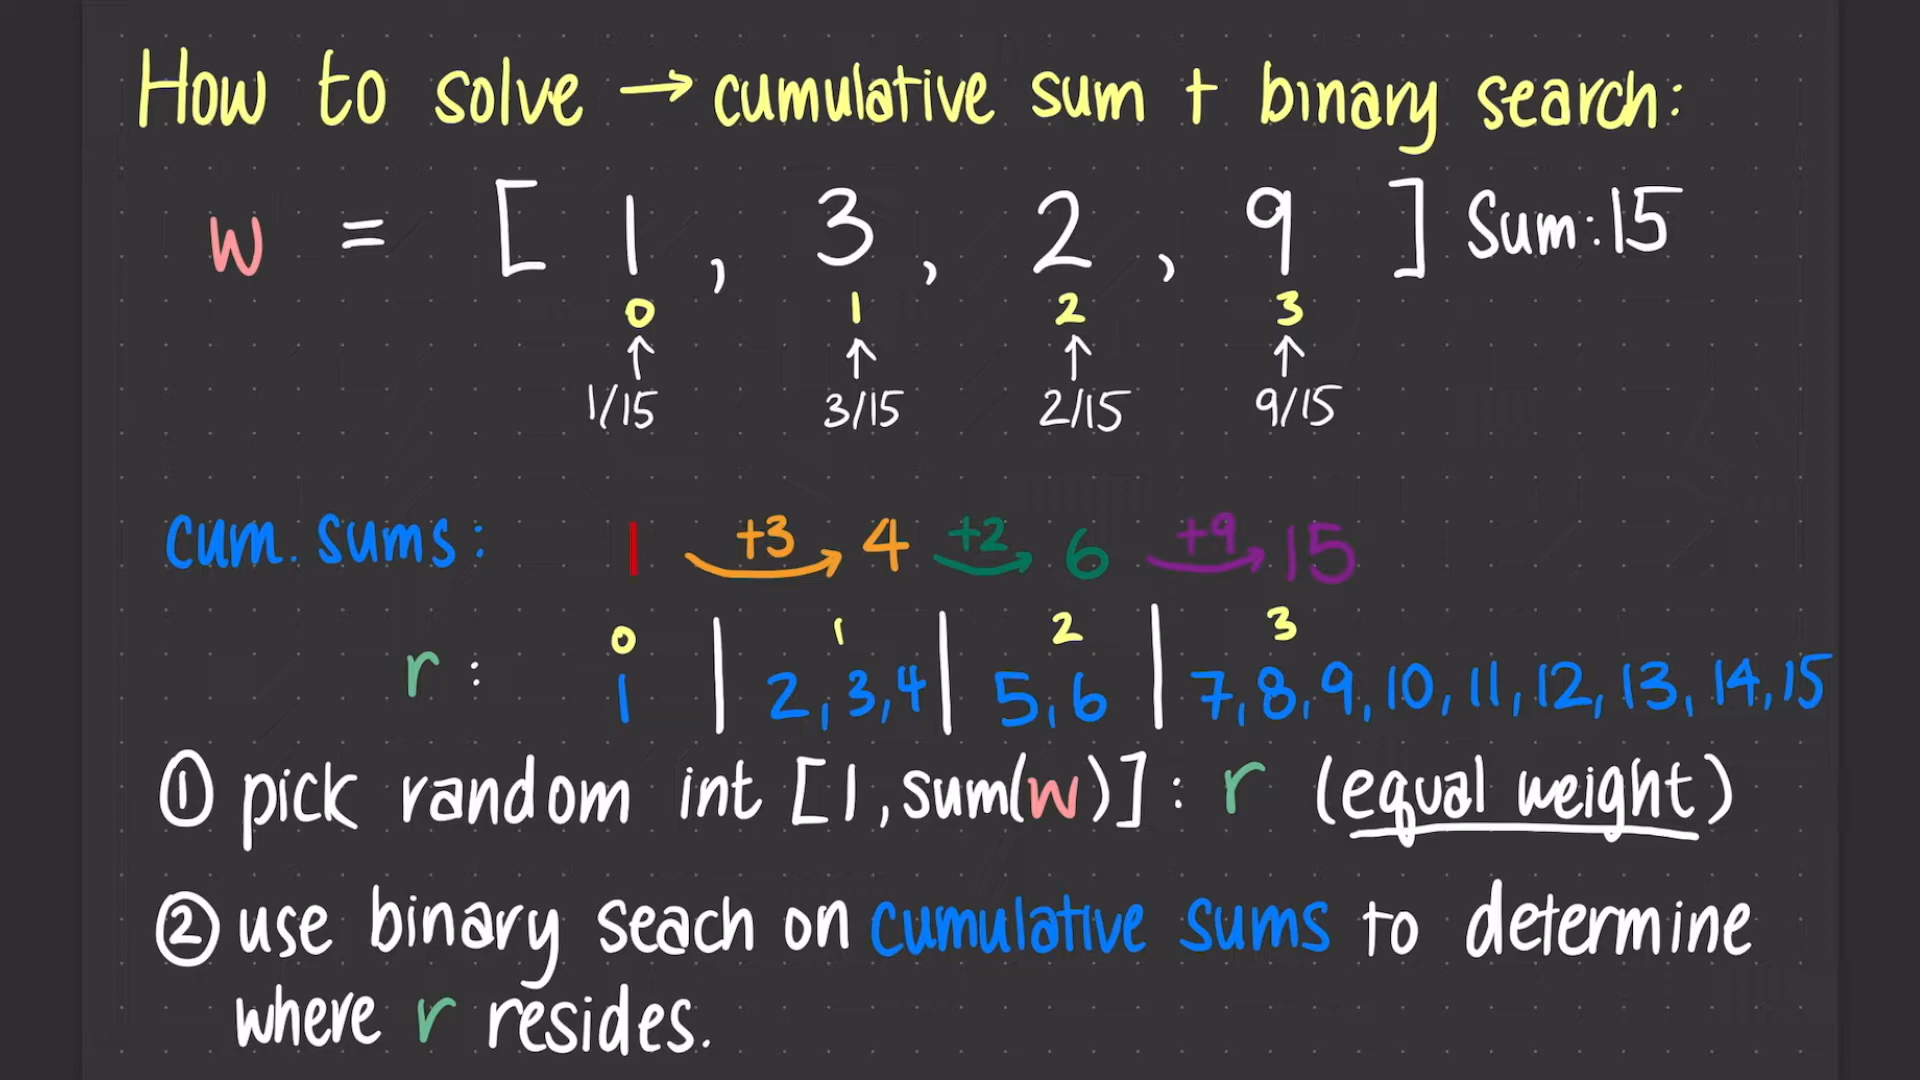 How to solve → cumulative sum + binary search:
w = [ 1, 3, 2, 9 ] Sum:15
0 1 2 3
↑ ↑ ↑ ↑
1/15 3/15 2/15 9/15
cum. sums: 1 +3 4 +2 6 +9 15
0 1 2 3
r: 1 | 2,3,4 | 5,6 | 7,8,9,10,11,12,13,14,15
① pick random int [1,sum(w)]: r (equal weight)
② use binary seach on cumulative sums to determine
where r resides.